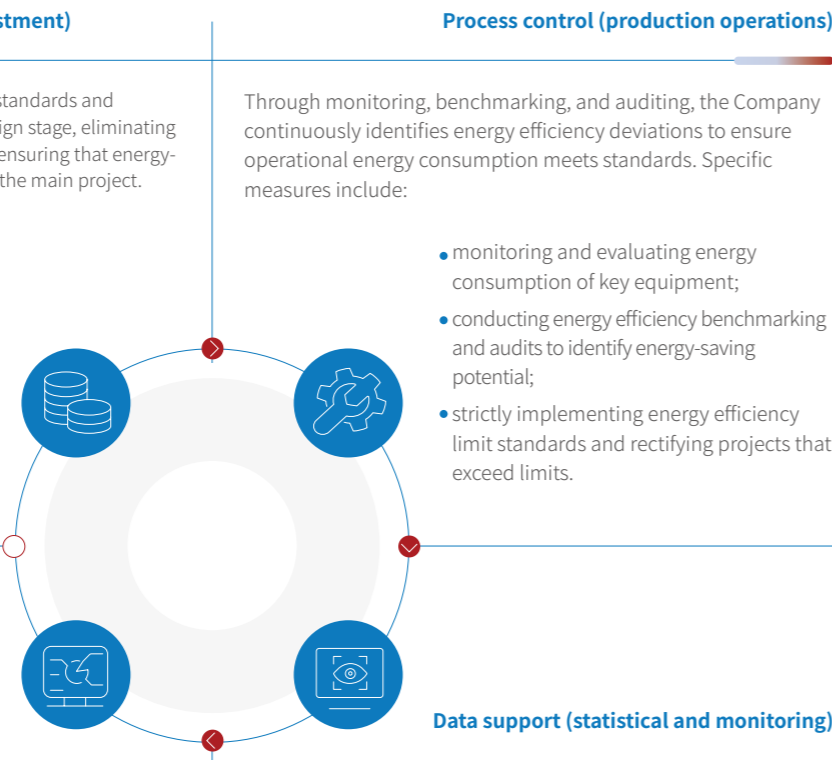 stment)
Process control (production operations)
standards and
ign stage, eliminating
ensuring that energy-
the main project.
Through monitoring, benchmarking, and auditing, the Company
continuously identifies energy efficiency deviations to ensure
operational energy consumption meets standards. Specific
measures include:
• monitoring and evaluating energy
consumption of key equipment;
• conducting energy efficiency benchmarking
and audits to identify energy-saving
potential;
• strictly implementing energy efficiency
limit standards and rectifying projects that
exceed limits.
Data support (statistical and monitoring)